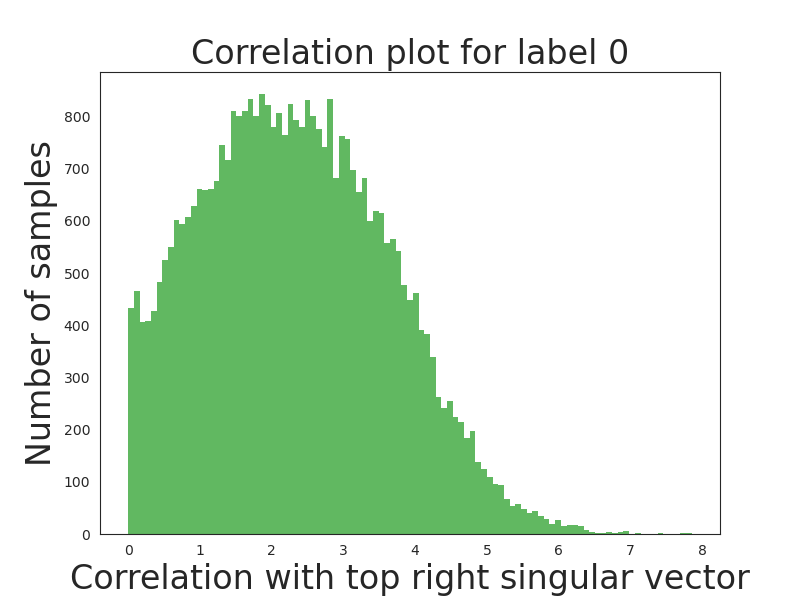 Correlation plot for label 0
Number of samples
800
700
600
500
400
300
200
100
0
0 1 2 3 4 5 6 7 8
Correlation with top right singular vector